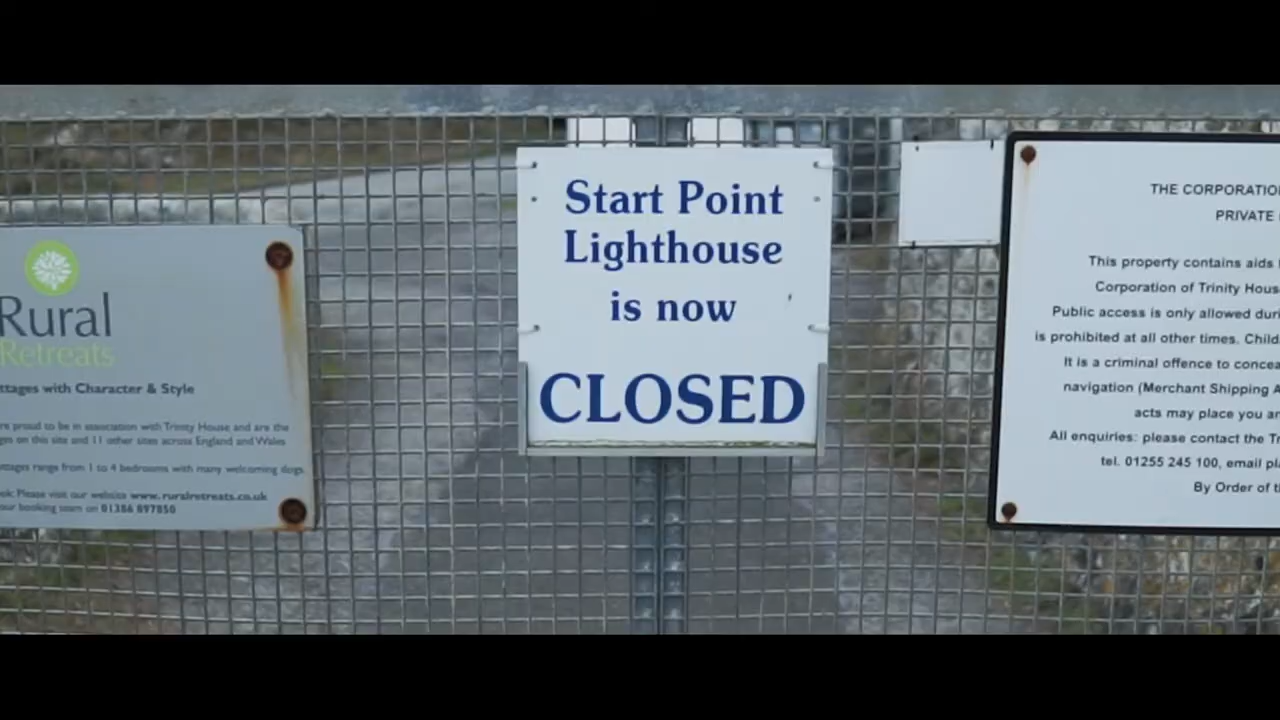 Rural
Retreats
ttages with Character & Style
re proud to be in association with Trinity House and are the
ges on this site and 11 other sites across England and Wales
ttages range from 1 to 4 bedrooms with many welcoming dogs
ok: Please visit our website www.ruralretreats.co.uk
our booking team on 01386 897850
Start Point
Lighthouse
is now
CLOSED
THE CORPORATIO
PRIVATE
This property contains aids
Corporation of Trinity Hous
Public access is only allowed duri
is prohibited at all other times. Child
It is a criminal offence to concea
navigation (Merchant Shipping A
acts may place you an
All enquiries: please contact the Tr
tel. 01255 245 100, email pl
By Order of t